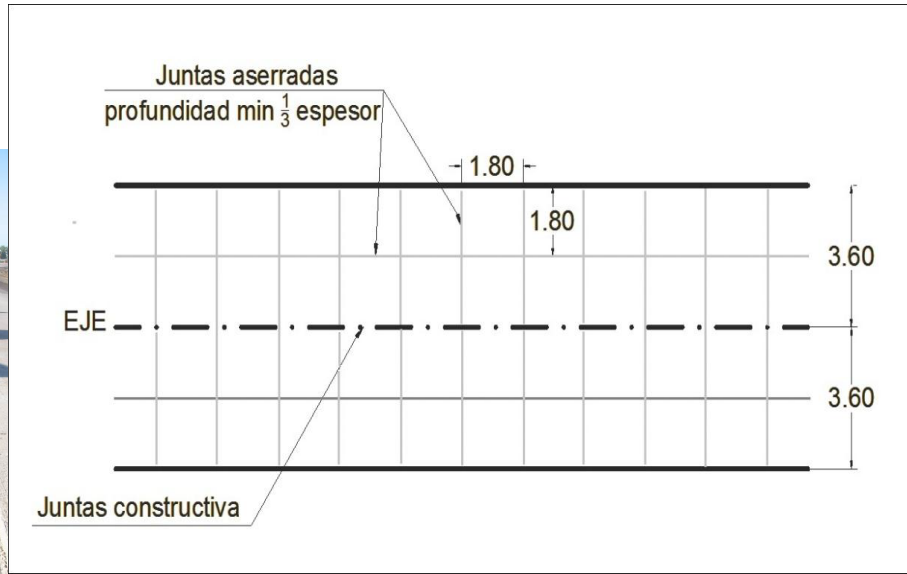 Juntas aserradas
profundidad min 1/3 espesor
1.80
1.80
3.60
EJE
3.60
Juntas constructiva